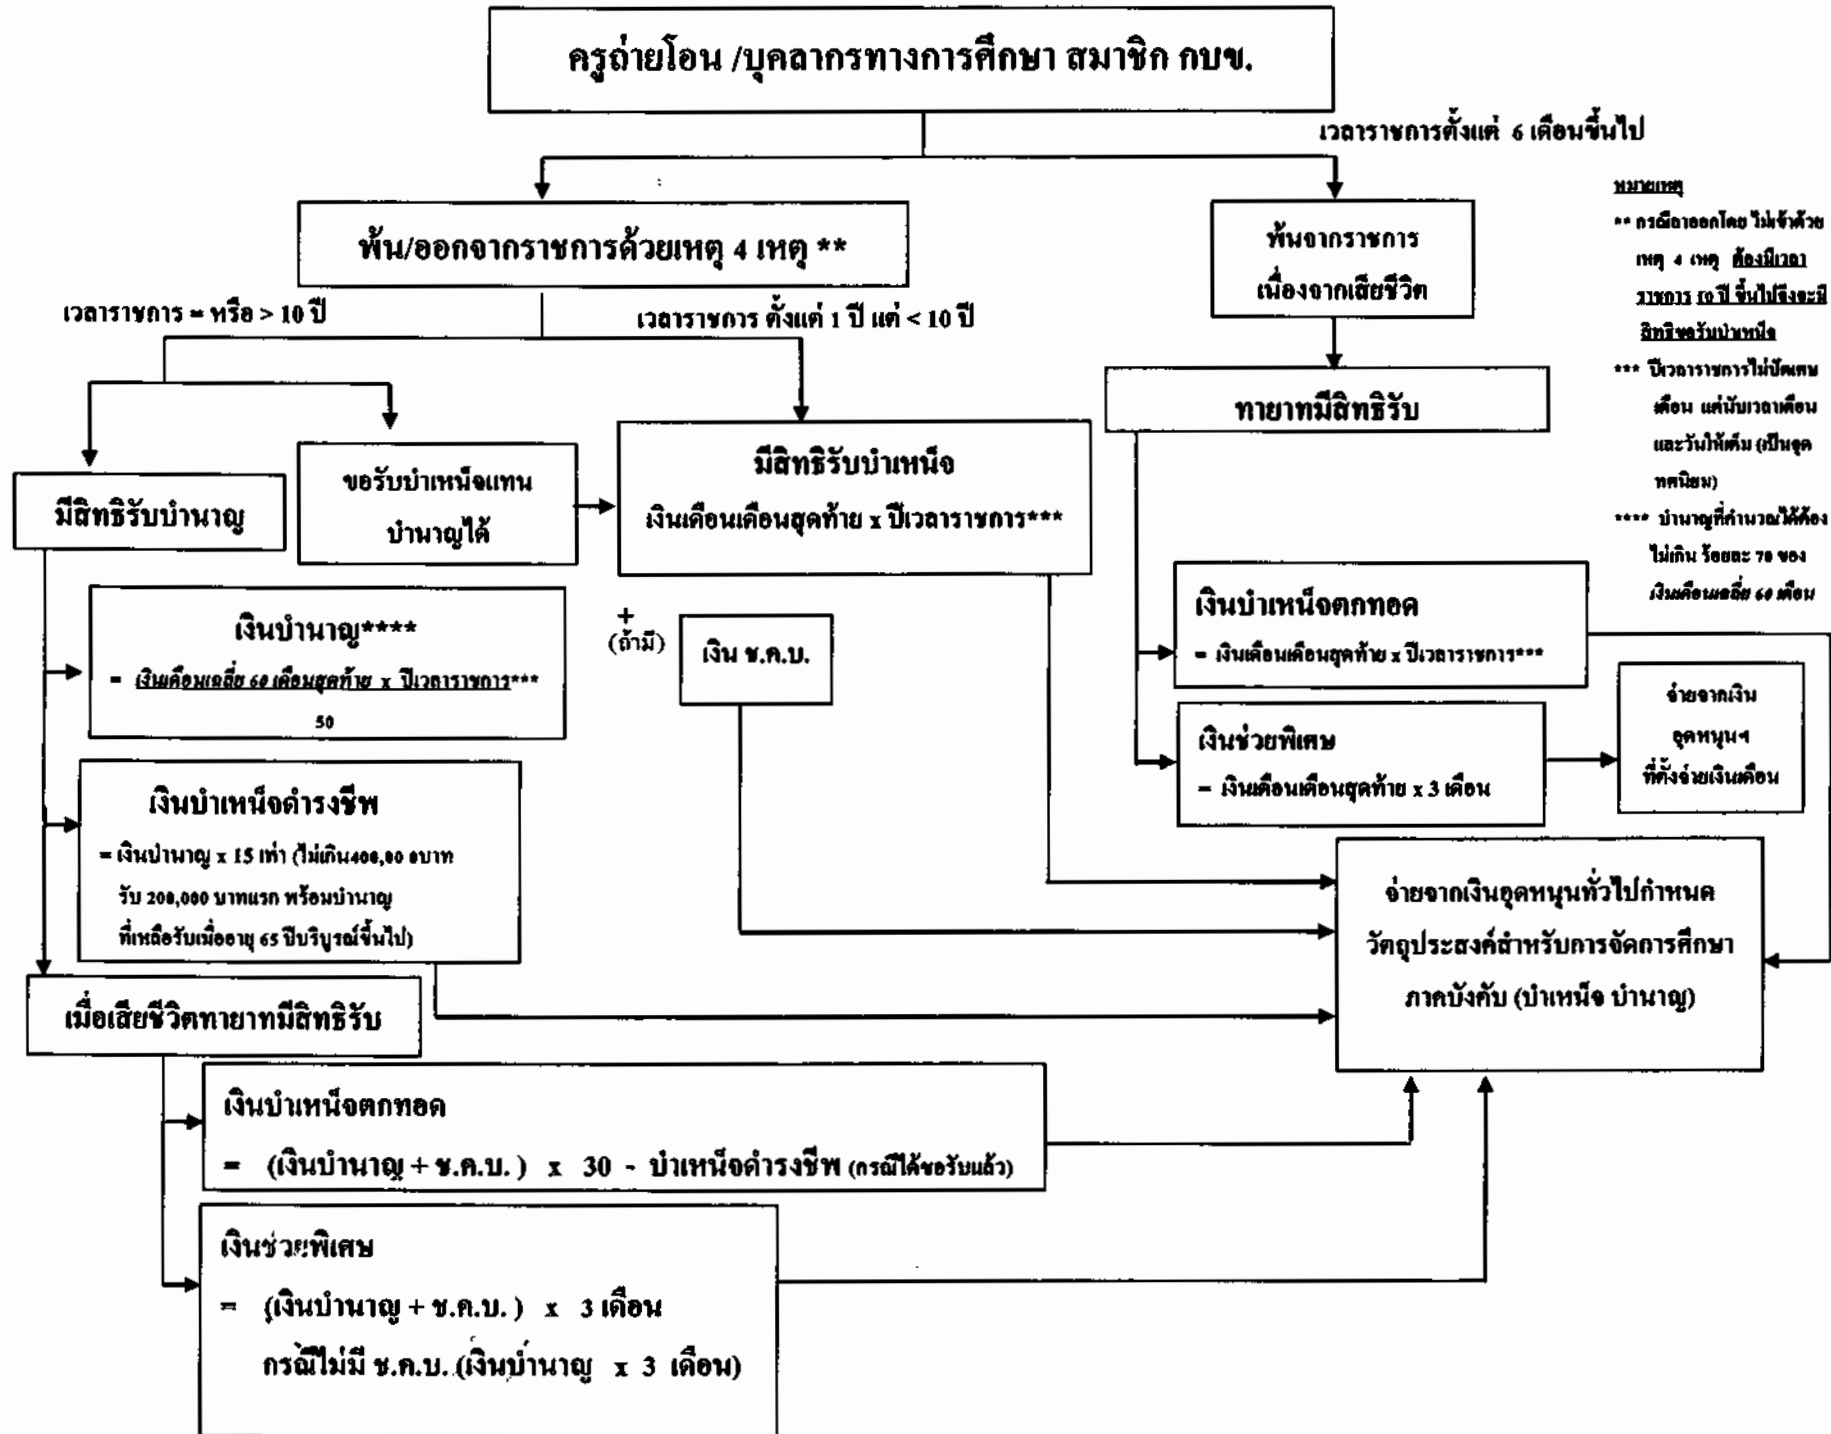 ครูถ่ายโอน /บุคลากรทางการศึกษา สมาชิก กบข.
เวลาราชการตั้งแต่ 6 เดือนขึ้นไป
พ้น/ออกจากราชการด้วยเหตุ 4 เหตุ **
พ้นจากราชการ
เนื่องจากเสียชีวิต
หมายเหตุ
** กรณีลาออกโดย ไม่เข้าด้วย
เหตุ 4 เหตุ ต้องมีเวลา
ราชการ 10 ปี ขึ้นไปจึงจะมี
สิทธิขอรับบำเหน็จ
*** ปีเวลาราชการไม่ปัดเศษ
เดือน แต่นับเวลาเดือน
และวันให้เต็ม (เป็นจุด
ทศนิยม)
**** บำนาญที่คำนวณได้ต้อง
ไม่เกิน ร้อยละ 70 ของ
เงินเดือนเฉลี่ย 60 เดือน
เวลาราชการ = หรือ > 10 ปี
เวลาราชการ ตั้งแต่ 1 ปี แต่ < 10 ปี
ทายาทมีสิทธิรับ
มีสิทธิรับบำนาญ
ขอรับบำเหน็จแทน
บำนาญได้
มีสิทธิรับบำเหน็จ
เงินเดือนเดือนสุดท้าย x ปีเวลาราชการ***
เงินบำนาญ****
= เงินเดือนเฉลี่ย 60 เดือนสุดท้าย x ปีเวลาราชการ***
50
+
(ถ้ามี)
เงิน ช.ค.บ.
เงินบำเหน็จตกทอด
= เงินเดือนเดือนสุดท้าย x ปีเวลาราชการ***
เงินช่วยพิเศษ
= เงินเดือนเดือนสุดท้าย x 3 เดือน
จ่ายจากเงิน
อุดหนุนฯ
ที่ตั้งจ่ายเงินเดือน
เงินบำเหน็จดำรงชีพ
= เงินบำนาญ x 15 เท่า (ไม่เกิน400,00 0บาท
รับ 200,000 บาทแรก พร้อมบำนาญ
ที่เหลือรับเมื่ออายุ 65 ปีบริบูรณ์ขึ้นไป)
จ่ายจากเงินอุดหนุนทั่วไปกำหนด
วัตถุประสงค์สำหรับการจัดการศึกษา
ภาคบังคับ (บำเหน็จ บำนาญ)
เมื่อเสียชีวิตทายาทมีสิทธิรับ
เงินบำเหน็จตกทอด
= (เงินบำนาญ + ช.ค.บ. ) x 30 - บำเหน็จดำรงชีพ (กรณีได้ขอรับแล้ว)
เงินช่วยพิเศษ
= (เงินบำนาญ + ช.ค.บ. ) x 3 เดือน
กรณีไม่มี ช.ค.บ. (เงินบำนาญ x 3 เดือน)